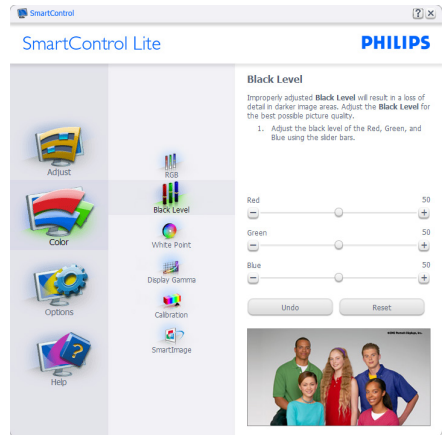 SmartControl
SmartControl Lite
PHILIPS
Adjust
Color
Options
Help
RGB
Black Level
White Point
Display Gamma
Calibration
SmartImage
Black Level
Improperly adjusted Black Level will result in a loss of
detail in darker image areas. Adjust the Black Level for
the best possible picture quality.
1. Adjust the black level of the Red, Green, and
Blue using the slider bars.
Red 50
Green 50
Blue 50
Undo Reset